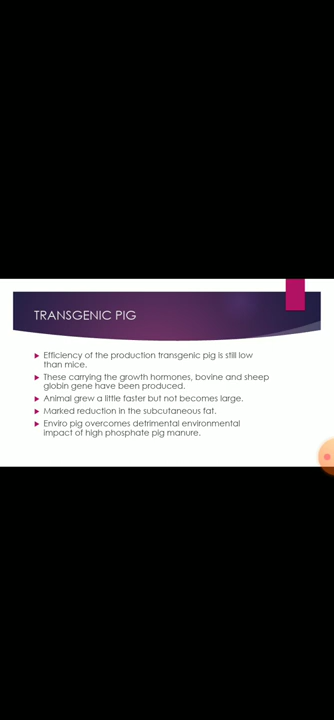 TRANSGENIC PIG
Efficiency of the production transgenic pig is still low
than mice.
These carrying the growth hormones, bovine and sheep
globin gene have been produced.
Animal grew a little faster but not becomes large.
Marked reduction in the subcutaneous fat.
Enviro pig overcomes detrimental environmental
impact of high phosphate pig manure.